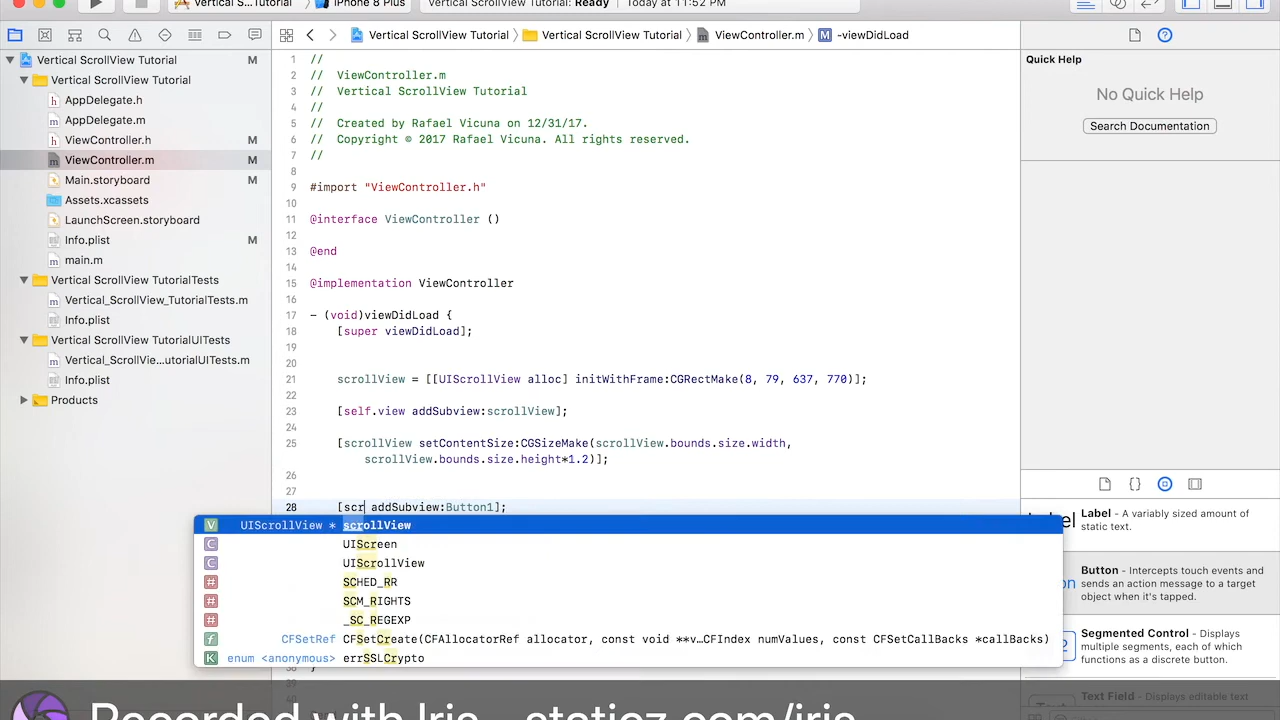 Vertical S...Tutorial
iPhone 8 Plus
Vertical ScrollView Tutorial: Ready
Today at 11:52 PM
Vertical ScrollView Tutorial
Vertical ScrollView Tutorial
ViewController.m
-viewDidLoad
Vertical ScrollView Tutorial M
Vertical ScrollView Tutorial
AppDelegate.h
AppDelegate.m
ViewController.h M
ViewController.m M
Main.storyboard M
Assets.xcassets
LaunchScreen.storyboard
Info.plist M
main.m
Vertical ScrollView TutorialTests
Vertical_ScrollView_TutorialTests.m
Info.plist
Vertical ScrollView TutorialUITests
Vertical_ScrollVie...utorialUITests.m
Info.plist
Products
1 //
2 // ViewController.m
3 // Vertical ScrollView Tutorial
4 //
5 // Created by Rafael Vicuna on 12/31/17.
6 // Copyright © 2017 Rafael Vicuna. All rights reserved.
7 //
8
9 #import "ViewController.h"
10
11 @interface ViewController ()
12
13 @end
14
15 @implementation ViewController
16
17 - (void)viewDidLoad {
18 [super viewDidLoad];
19
20
21 scrollView = [[UIScrollView alloc] initWithFrame:CGRectMake(8, 79, 637, 770)];
22
23 [self.view addSubview:scrollView];
24
25 [scrollView setContentSize:CGSizeMake(scrollView.bounds.size.width,
scrollView.bounds.size.height*1.2)];
26
27
28 [scr addSubview:Button1];
V UIScrollView * scrollView
C UIScreen
C UIScrollView
# SCHED_RR
# SCM_RIGHTS
# _SC_REGEXP
f CFSetRef CFSetCreate(CFAllocatorRef allocator, const void **v...CFIndex numValues, const CFSetCallBacks *callBacks)
K enum <anonymous> errSSLCrypto
Quick Help
No Quick Help
Search Documentation
Label - A variably sized amount of
static text.
Button - Intercepts touch events and
sends an action message to a target
object when it's tapped.
Segmented Control - Displays
multiple segments, each of which
functions as a discrete button.
Text Field - Displays editable text
Recorded with Iris - staticz.com/iris